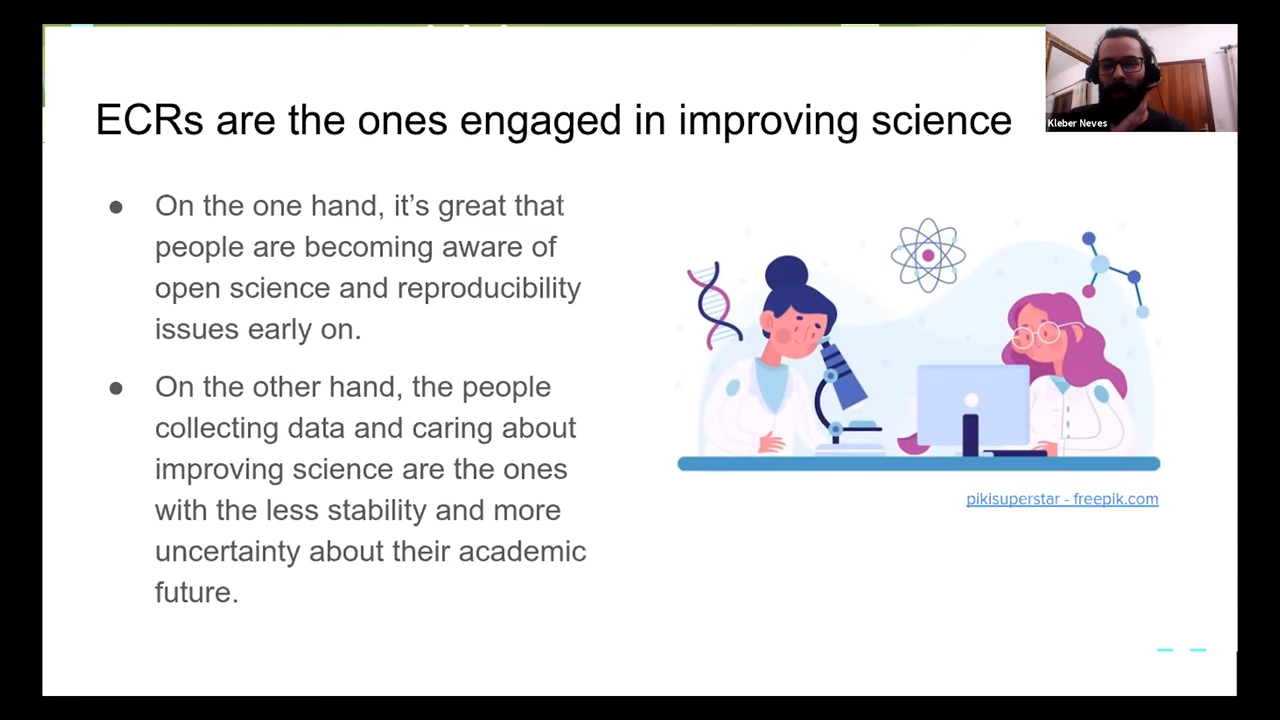 ECRs are the ones engaged in improving science
Kleber Neves
● On the one hand, it’s great that
people are becoming aware of
open science and reproducibility
issues early on.
● On the other hand, the people
collecting data and caring about
improving science are the ones
with the less stability and more
uncertainty about their academic
future.
pikisuperstar - freepik.com